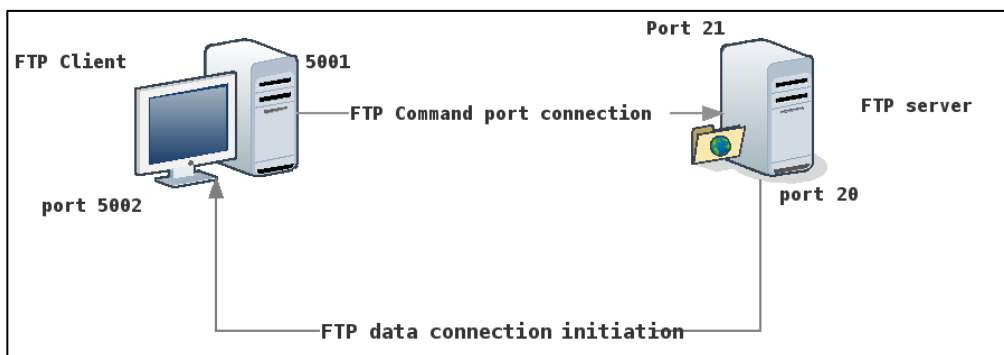 Port 21
FTP Client
5001
FTP Command port connection
FTP server
port 5002
port 20
FTP data connection initiation